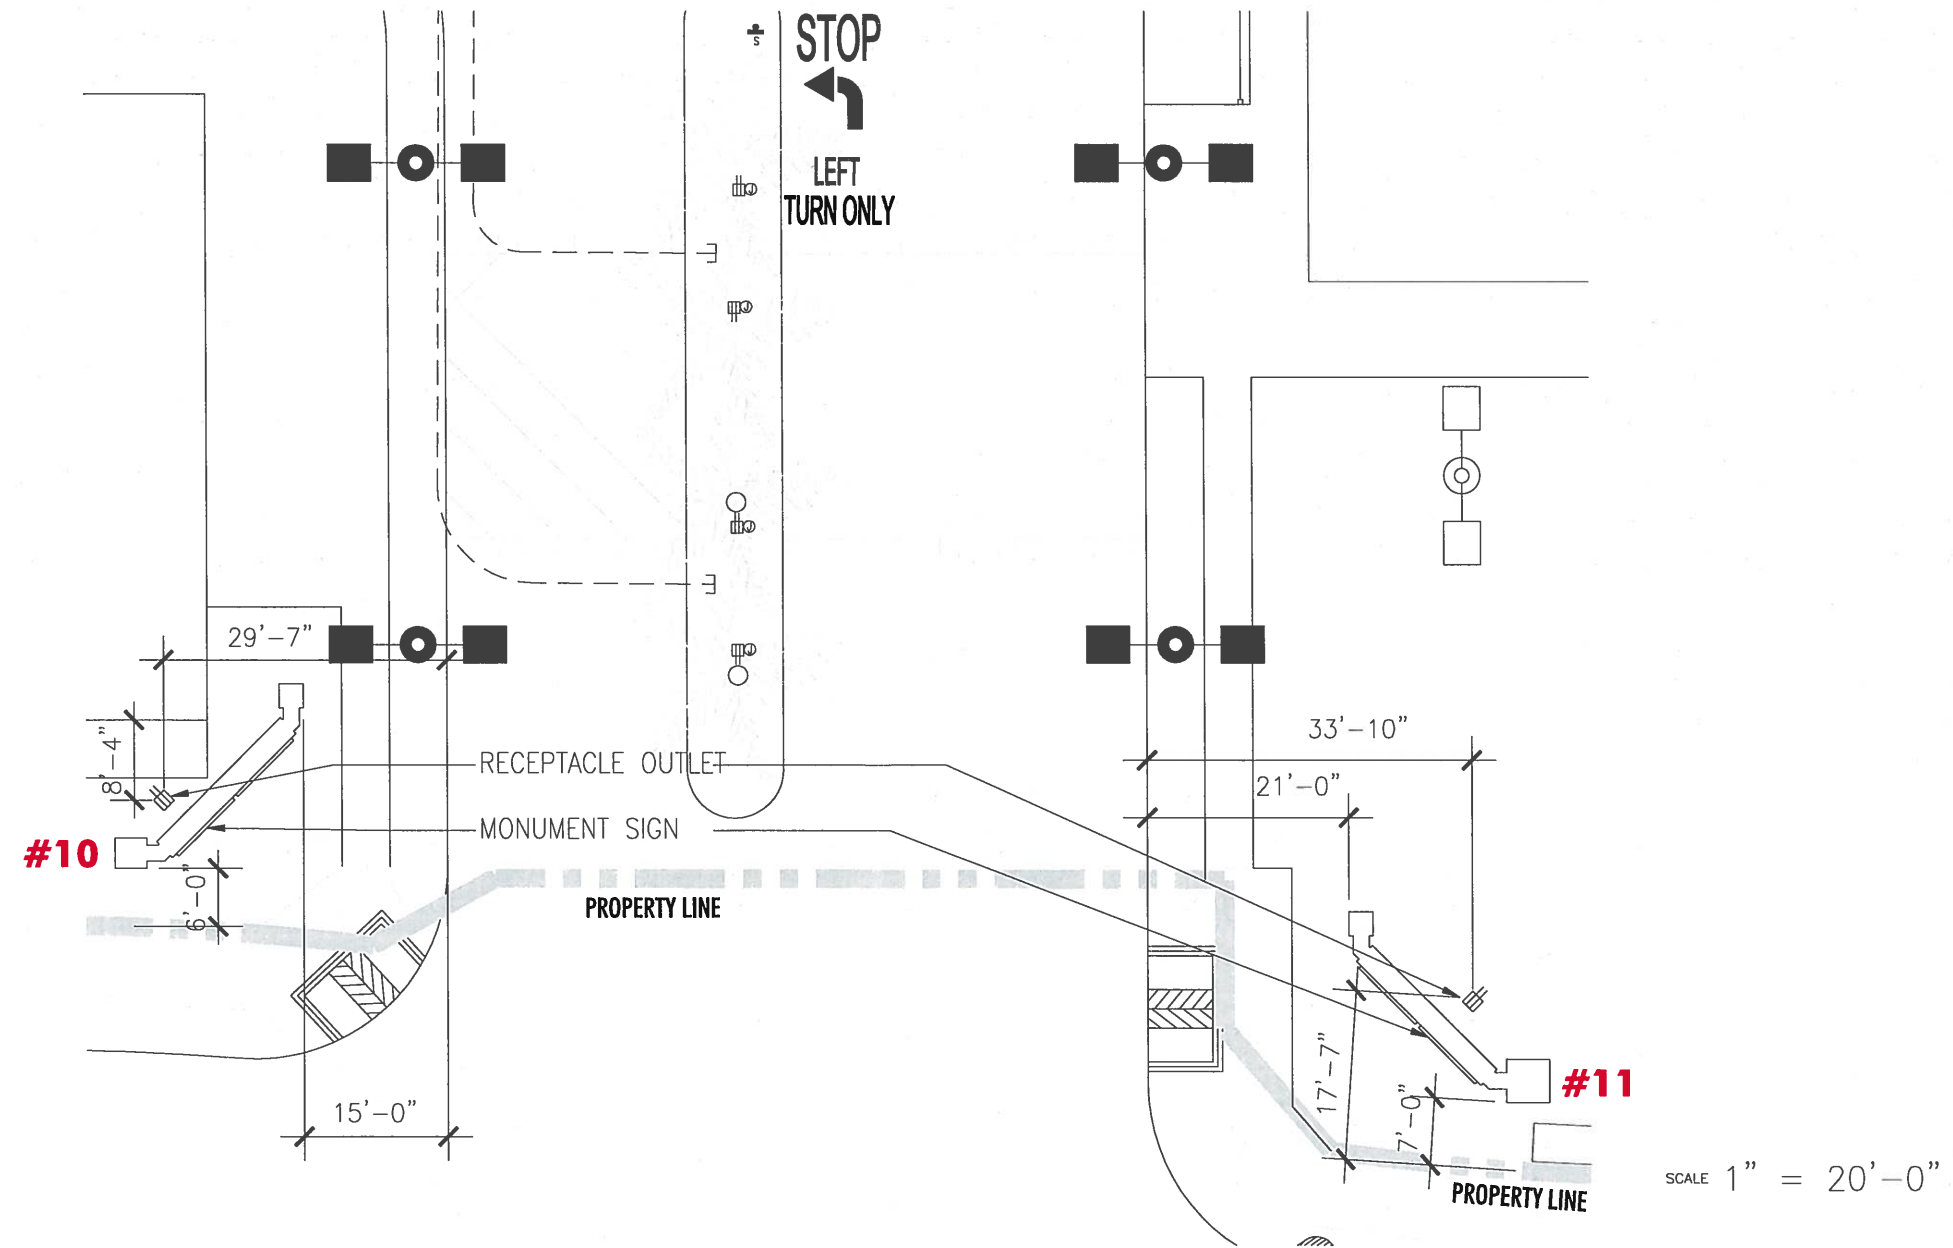 S
STOP
LEFT
TURN ONLY
J
J
J
J
29'-7"
8'-4"
RECEPTACLE OUTLET
33'-10"
21'-0"
MONUMENT SIGN
#10
6'-0"
PROPERTY LINE
17'-7"
7'-0"
#11
15'-0"
PROPERTY LINE
SCALE 1" = 20'-0"